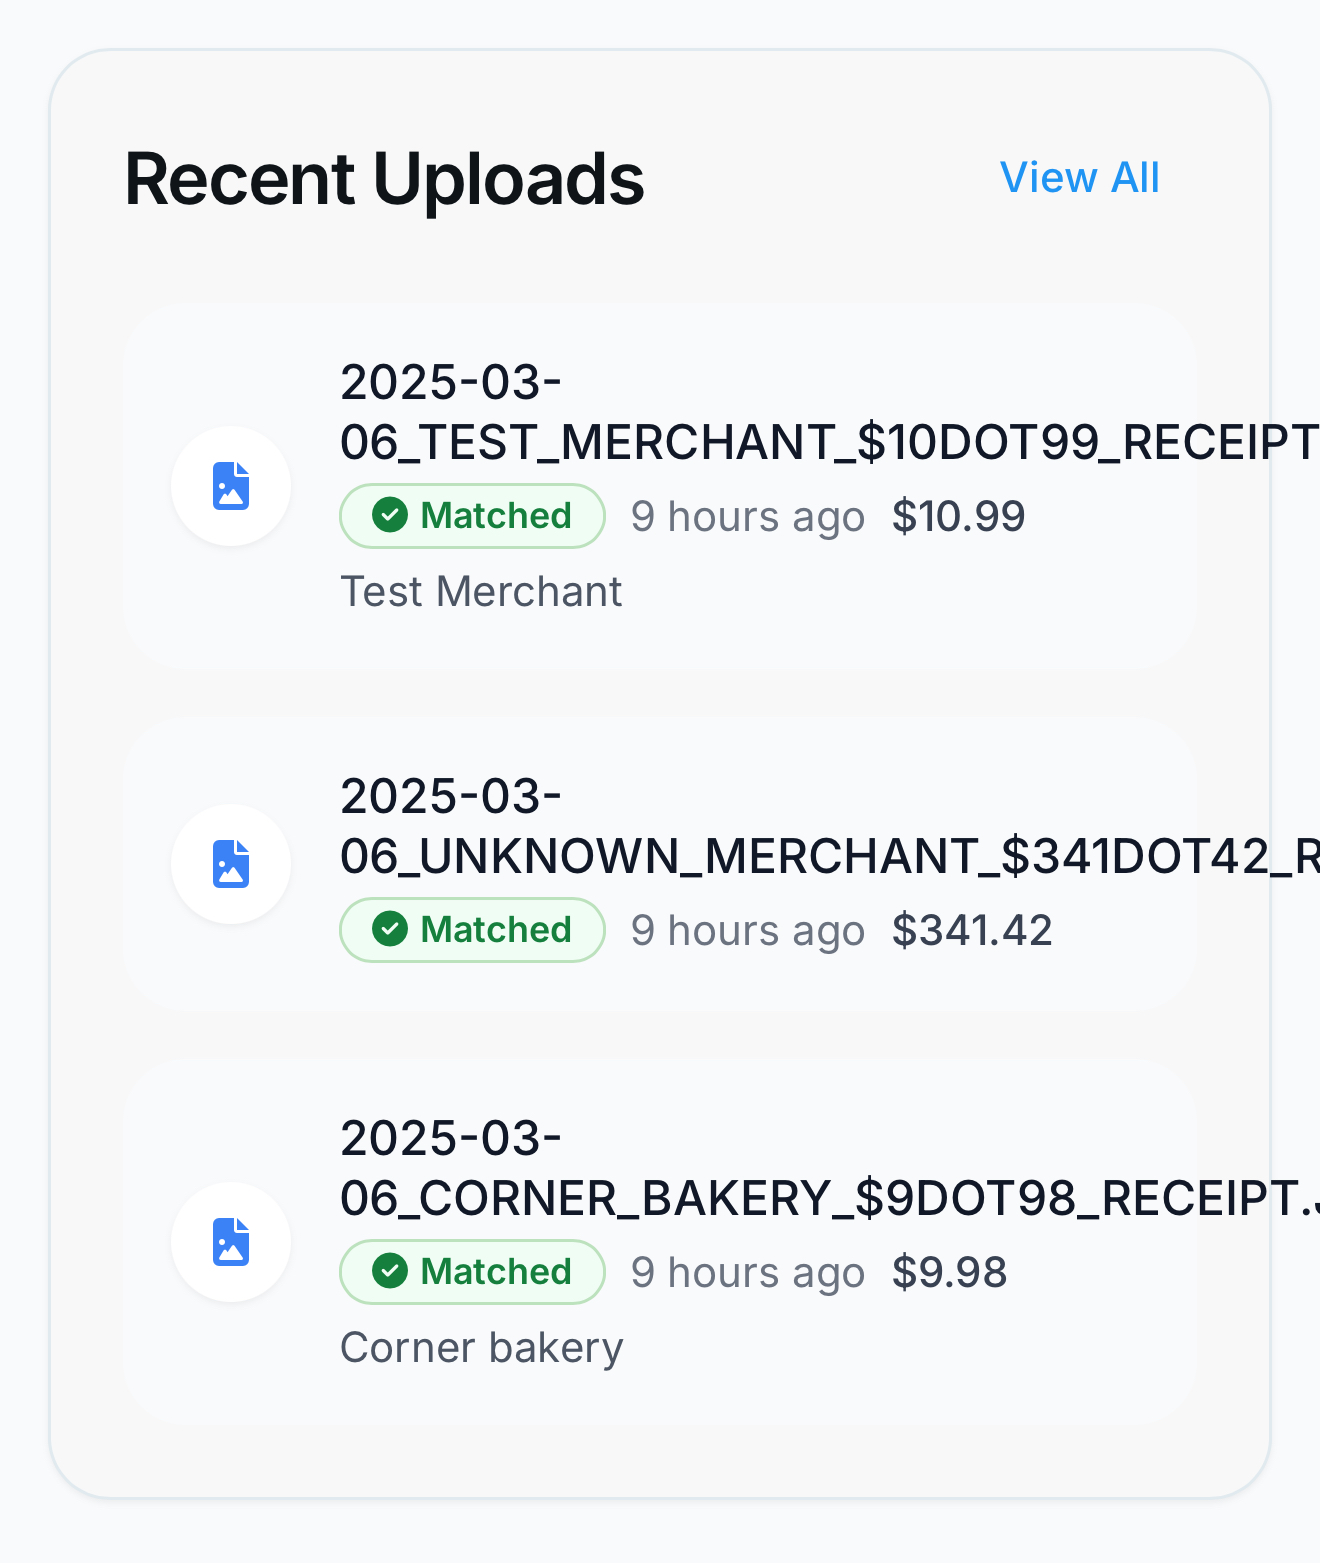 Recent Uploads
View All
2025-03-
06_TEST_MERCHANT_$10DOT99_RECEIPT
Matched 9 hours ago $10.99
Test Merchant
2025-03-
06_UNKNOWN_MERCHANT_$341DOT42_R
Matched 9 hours ago $341.42
2025-03-
06_CORNER_BAKERY_$9DOT98_RECEIPT.J
Matched 9 hours ago $9.98
Corner bakery